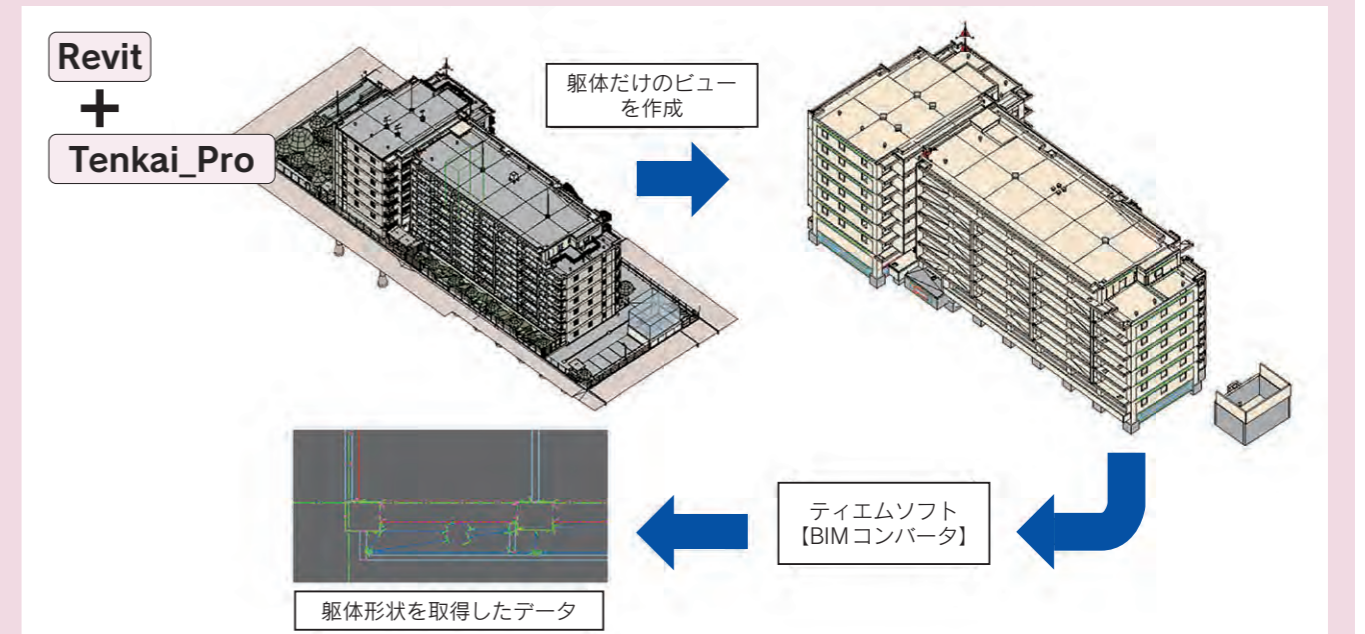 Revit
+
Tenkai_Pro
躯体だけのビュー
を作成
ティエムソフト
【BIMコンバータ】
躯体形状を取得したデータ